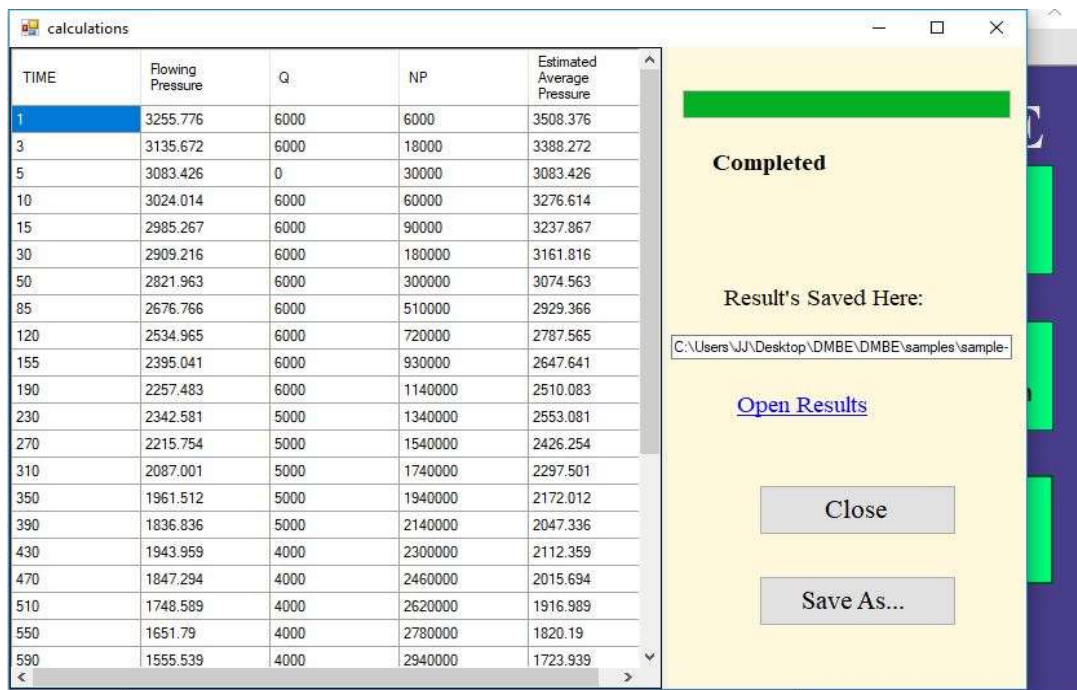 calculations
TIME Flowing Pressure Q NP Estimated Average Pressure
1 3255.776 6000 6000 3508.376
3 3135.672 6000 18000 3388.272
5 3083.426 0 30000 3083.426
10 3024.014 6000 60000 3276.614
15 2985.267 6000 90000 3237.867
30 2909.216 6000 180000 3161.816
50 2821.963 6000 300000 3074.563
85 2676.766 6000 510000 2929.366
120 2534.965 6000 720000 2787.565
155 2395.041 6000 930000 2647.641
190 2257.483 6000 1140000 2510.083
230 2342.581 5000 1340000 2553.081
270 2215.754 5000 1540000 2426.254
310 2087.001 5000 1740000 2297.501
350 1961.512 5000 1940000 2172.012
390 1836.836 5000 2140000 2047.336
430 1943.959 4000 2300000 2112.359
470 1847.294 4000 2460000 2015.694
510 1748.589 4000 2620000 1916.989
550 1651.79 4000 2780000 1820.19
590 1555.539 4000 2940000 1723.939
Completed
Result's Saved Here:
C:\Users\JJ\Desktop\DMBE\DMBE\samples\sample-
Open Results
Close
Save As...
E